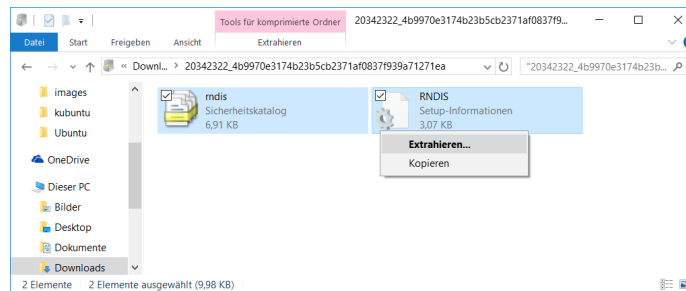 Tools für komprimierte Ordner
20342322_4b9970e3174b23b5cb2371af0837f9...
Datei
Start
Freigeben
Ansicht
Extrahieren
« Downl... > 20342322_4b9970e3174b23b5cb2371af0837f939a71271ea
"20342322_4b9970e3174b23b...
images
kubuntu
Ubuntu
OneDrive
Dieser PC
Bilder
Desktop
Dokumente
Downloads
rndis
Sicherheitskatalog
6,91 KB
RNDIS
Setup-Informationen
3,07 KB
Extrahieren...
Kopieren
2 Elemente
2 Elemente ausgewählt (9,98 KB)